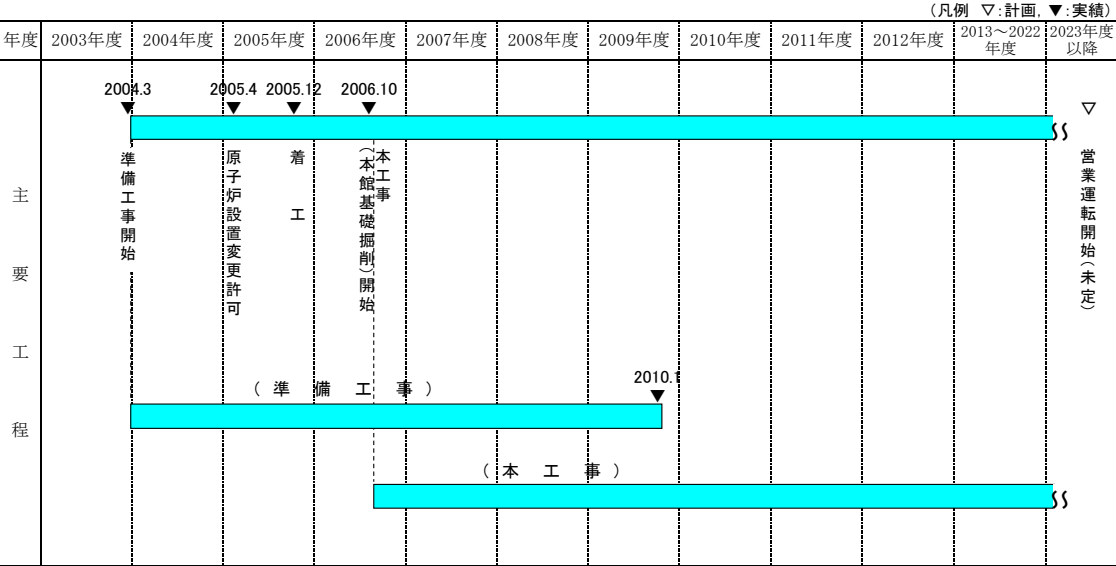 (凡例 ▽:計画, ▼:実績)
年度 2003年度 2004年度 2005年度 2006年度 2007年度 2008年度 2009年度 2010年度 2011年度 2012年度 2013～2022年度 2023年度以降
主要工程
2004.3 2005.4 2005.12 2006.10
▼ ▼ ▼ ▼ ▽
準備工事開始
原子炉設置変更許可
着工
本工事
(本館基礎掘削)開始
営業運転開始(未定)
(準備工事)
2010.1
▼
(本工事)